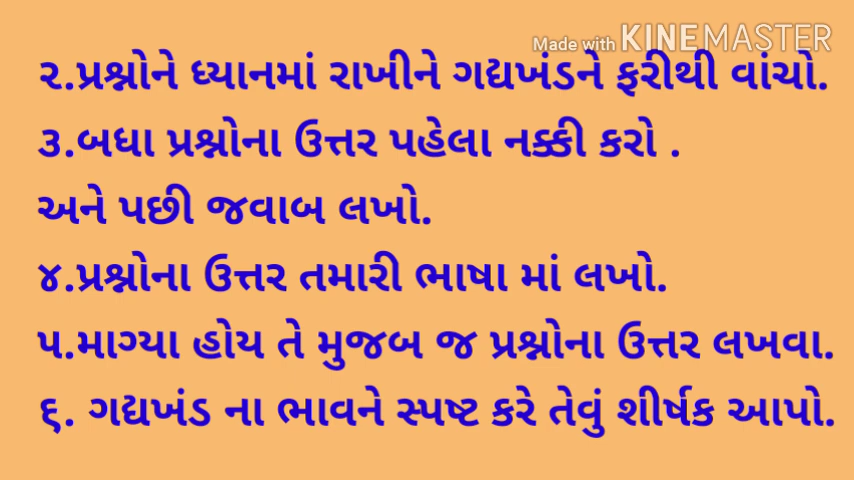 Made with KINEMASTER
૨.પ્રશ્નોને ધ્યાનમાં રાખીને ગદ્યખંડને ફરીથી વાંચો.
૩.બધા પ્રશ્નોના ઉત્તર પહેલા નક્કી કરો .
અને પછી જવાબ લખો.
૪.પ્રશ્નોના ઉત્તર તમારી ભાષા માં લખો.
૫.માગ્યા હોય તે મુજબ જ પ્રશ્નોના ઉત્તર લખવા.
૬. ગદ્યખંડ ના ભાવને સ્પષ્ટ કરે તેવું શીર્ષક આપો.